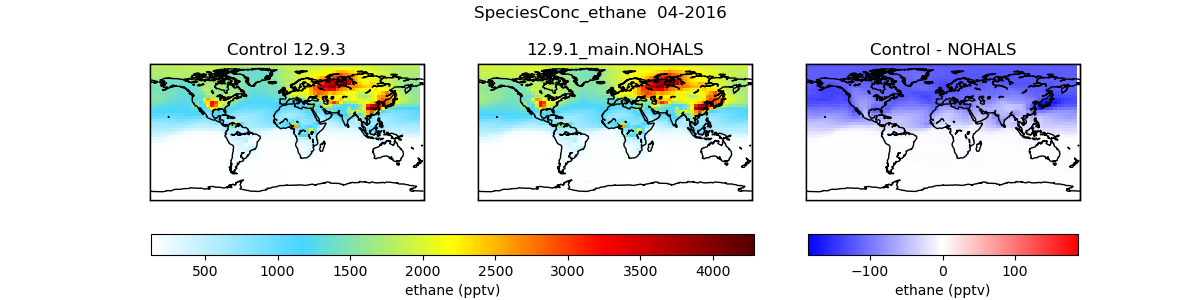 SpeciesConc_ethane  04-2016
Control 12.9.3
12.9.1_main.NOHALS
Control - NOHALS
500 1000 1500 2000 2500 3000 3500 4000
ethane (pptv)
−100 0 100
ethane (pptv)